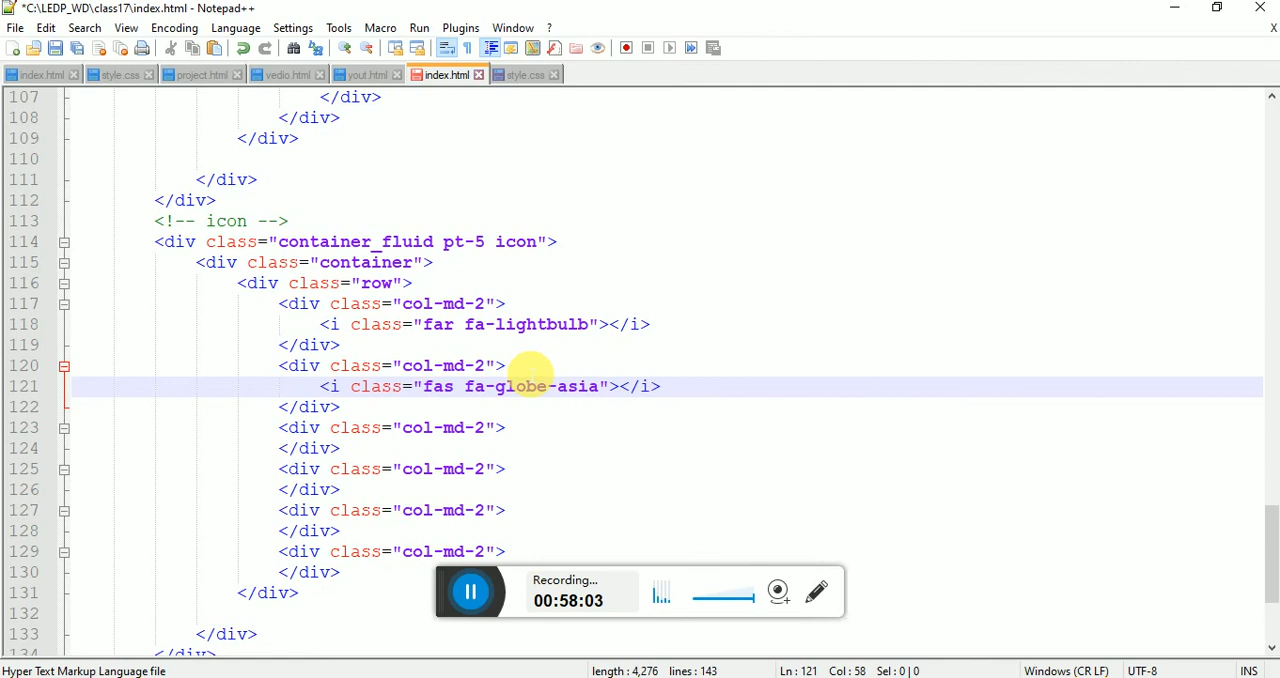 *C:\LEDP_WD\class17\index.html - Notepad++
File Edit Search View Encoding Language Settings Tools Macro Run Plugins Window ? X
index.html style.css project.html vedio.html yout.html index.html style.css
107 </div>
108 </div>
109 </div>
110
111 </div>
112 </div>
113 <!-- icon -->
114 <div class="container_fluid pt-5 icon">
115 <div class="container">
116 <div class="row">
117 <div class="col-md-2">
118 <i class="far fa-lightbulb"></i>
119 </div>
120 <div class="col-md-2">
121 <i class="fas fa-globe-asia"></i>
122 </div>
123 <div class="col-md-2">
124 </div>
125 <div class="col-md-2">
126 </div>
127 <div class="col-md-2">
128 </div>
129 <div class="col-md-2">
130 </div>
131 </div>
132
133 </div>
134 </div>
Recording...
00:58:03
Hyper Text Markup Language file length : 4,276 lines : 143 Ln : 121 Col : 58 Sel : 0 | 0 Windows (CR LF) UTF-8 INS